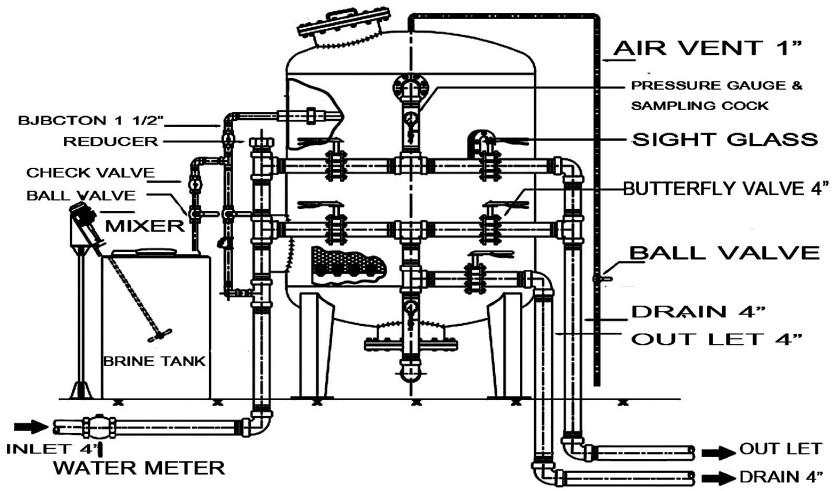 AIR VENT 1”
PRESSURE GAUGE &
SAMPLING COCK
BJBCTON 1 1/2"
REDUCER
SIGHT GLASS
CHECK VALVE
BALL VALVE
BUTTERFLY VALVE 4”
MIXER
BALL VALVE
DRAIN 4”
OUT LET 4”
BRINE TANK
INLET 4”
WATER METER
OUT LET
DRAIN 4”